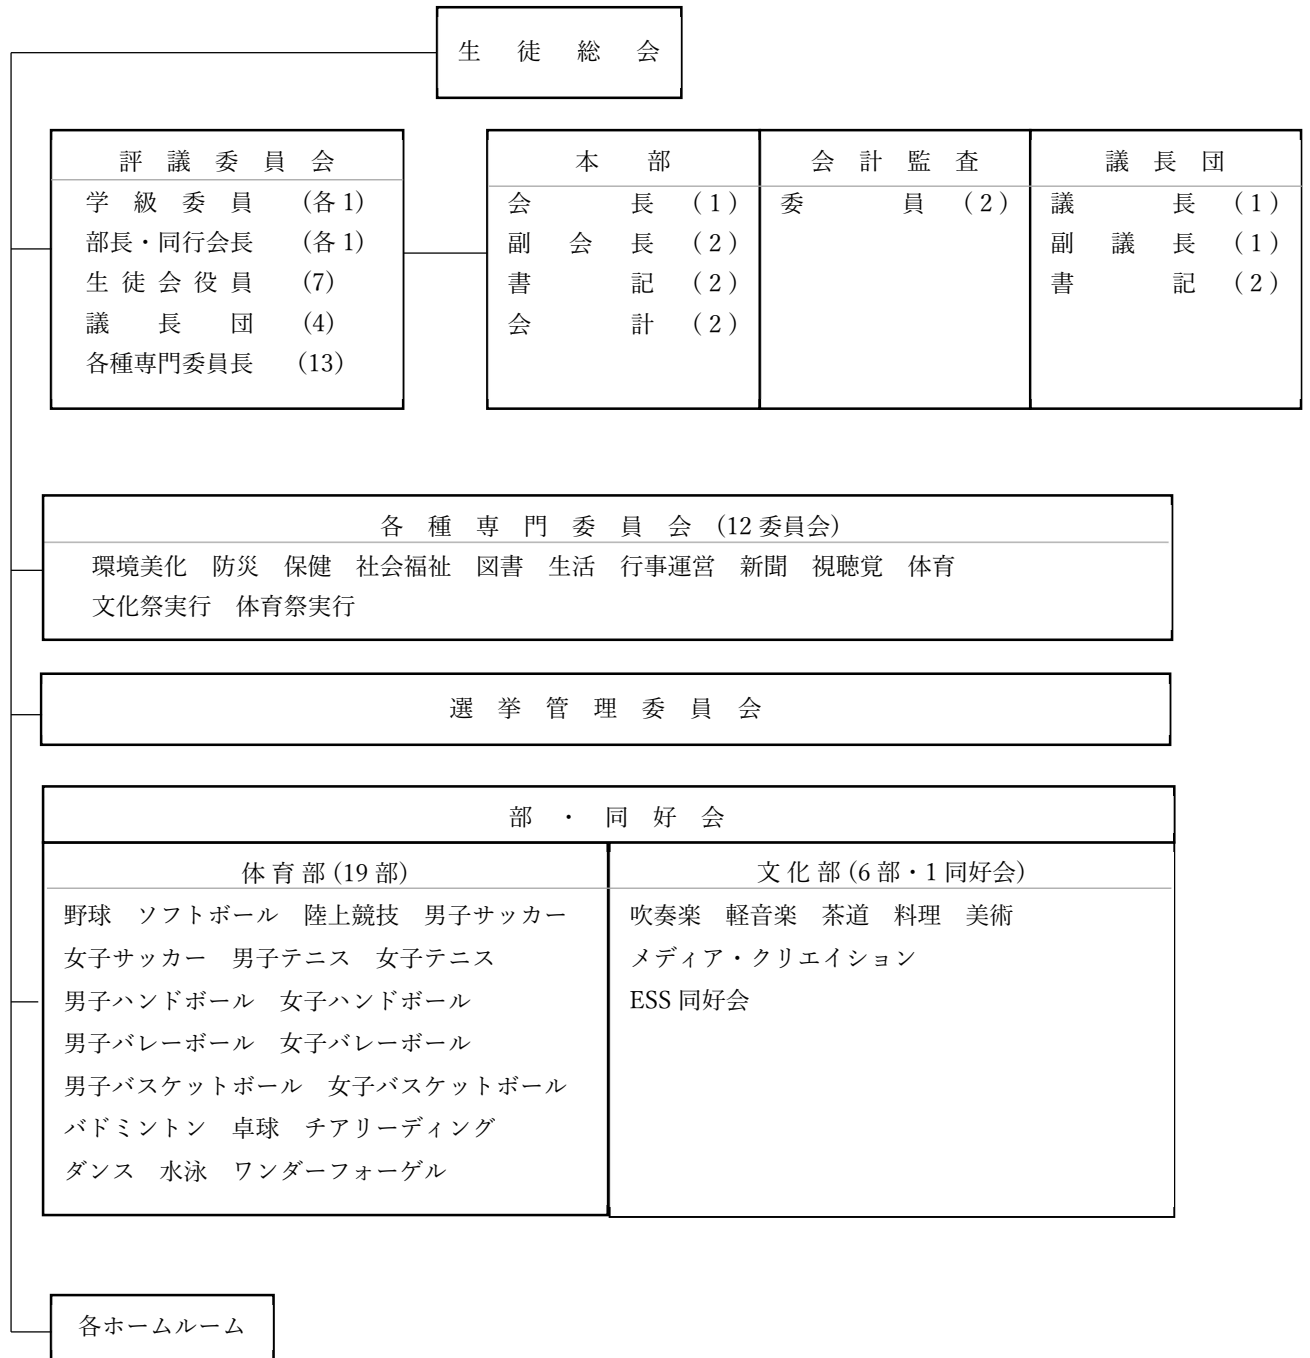 生徒総会
評議委員会
学級委員 (各1)
部長・同行会長 (各1)
生徒会役員 (7)
議長団 (4)
各種専門委員長 (13)
本部
会長 (1)
副会長 (2)
書記 (2)
会計 (2)
会計監査
委員 (2)
議長団
議長 (1)
副議長 (1)
書記 (2)
各種専門委員会 (12委員会)
環境美化 防災 保健 社会福祉 図書 生活 行事運営 新聞 視聴覚 体育
文化祭実行 体育祭実行
選挙管理委員会
部・同好会
体育部(19部)
野球 ソフトボール 陸上競技 男子サッカー
女子サッカー 男子テニス 女子テニス
男子ハンドボール 女子ハンドボール
男子バレーボール 女子バレーボール
男子バスケットボール 女子バスケットボール
バドミントン 卓球 チアリーディング
ダンス 水泳 ワンダーフォーゲル
文化部(6部・1同好会)
吹奏楽 軽音楽 茶道 料理 美術
メディア・クリエイション
ESS同好会
各ホームルーム